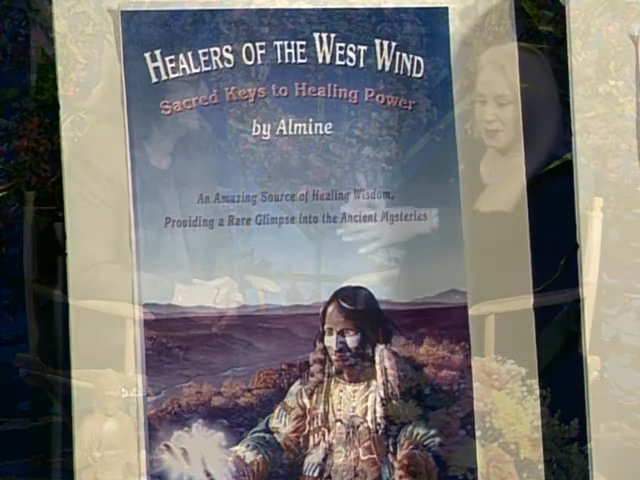 HEALERS OF THE WEST WIND
Sacred Keys to Healing Power
by Almine
An Amazing Source of Healing Wisdom,
Providing a Rare Glimpse into the Ancient Mysteries